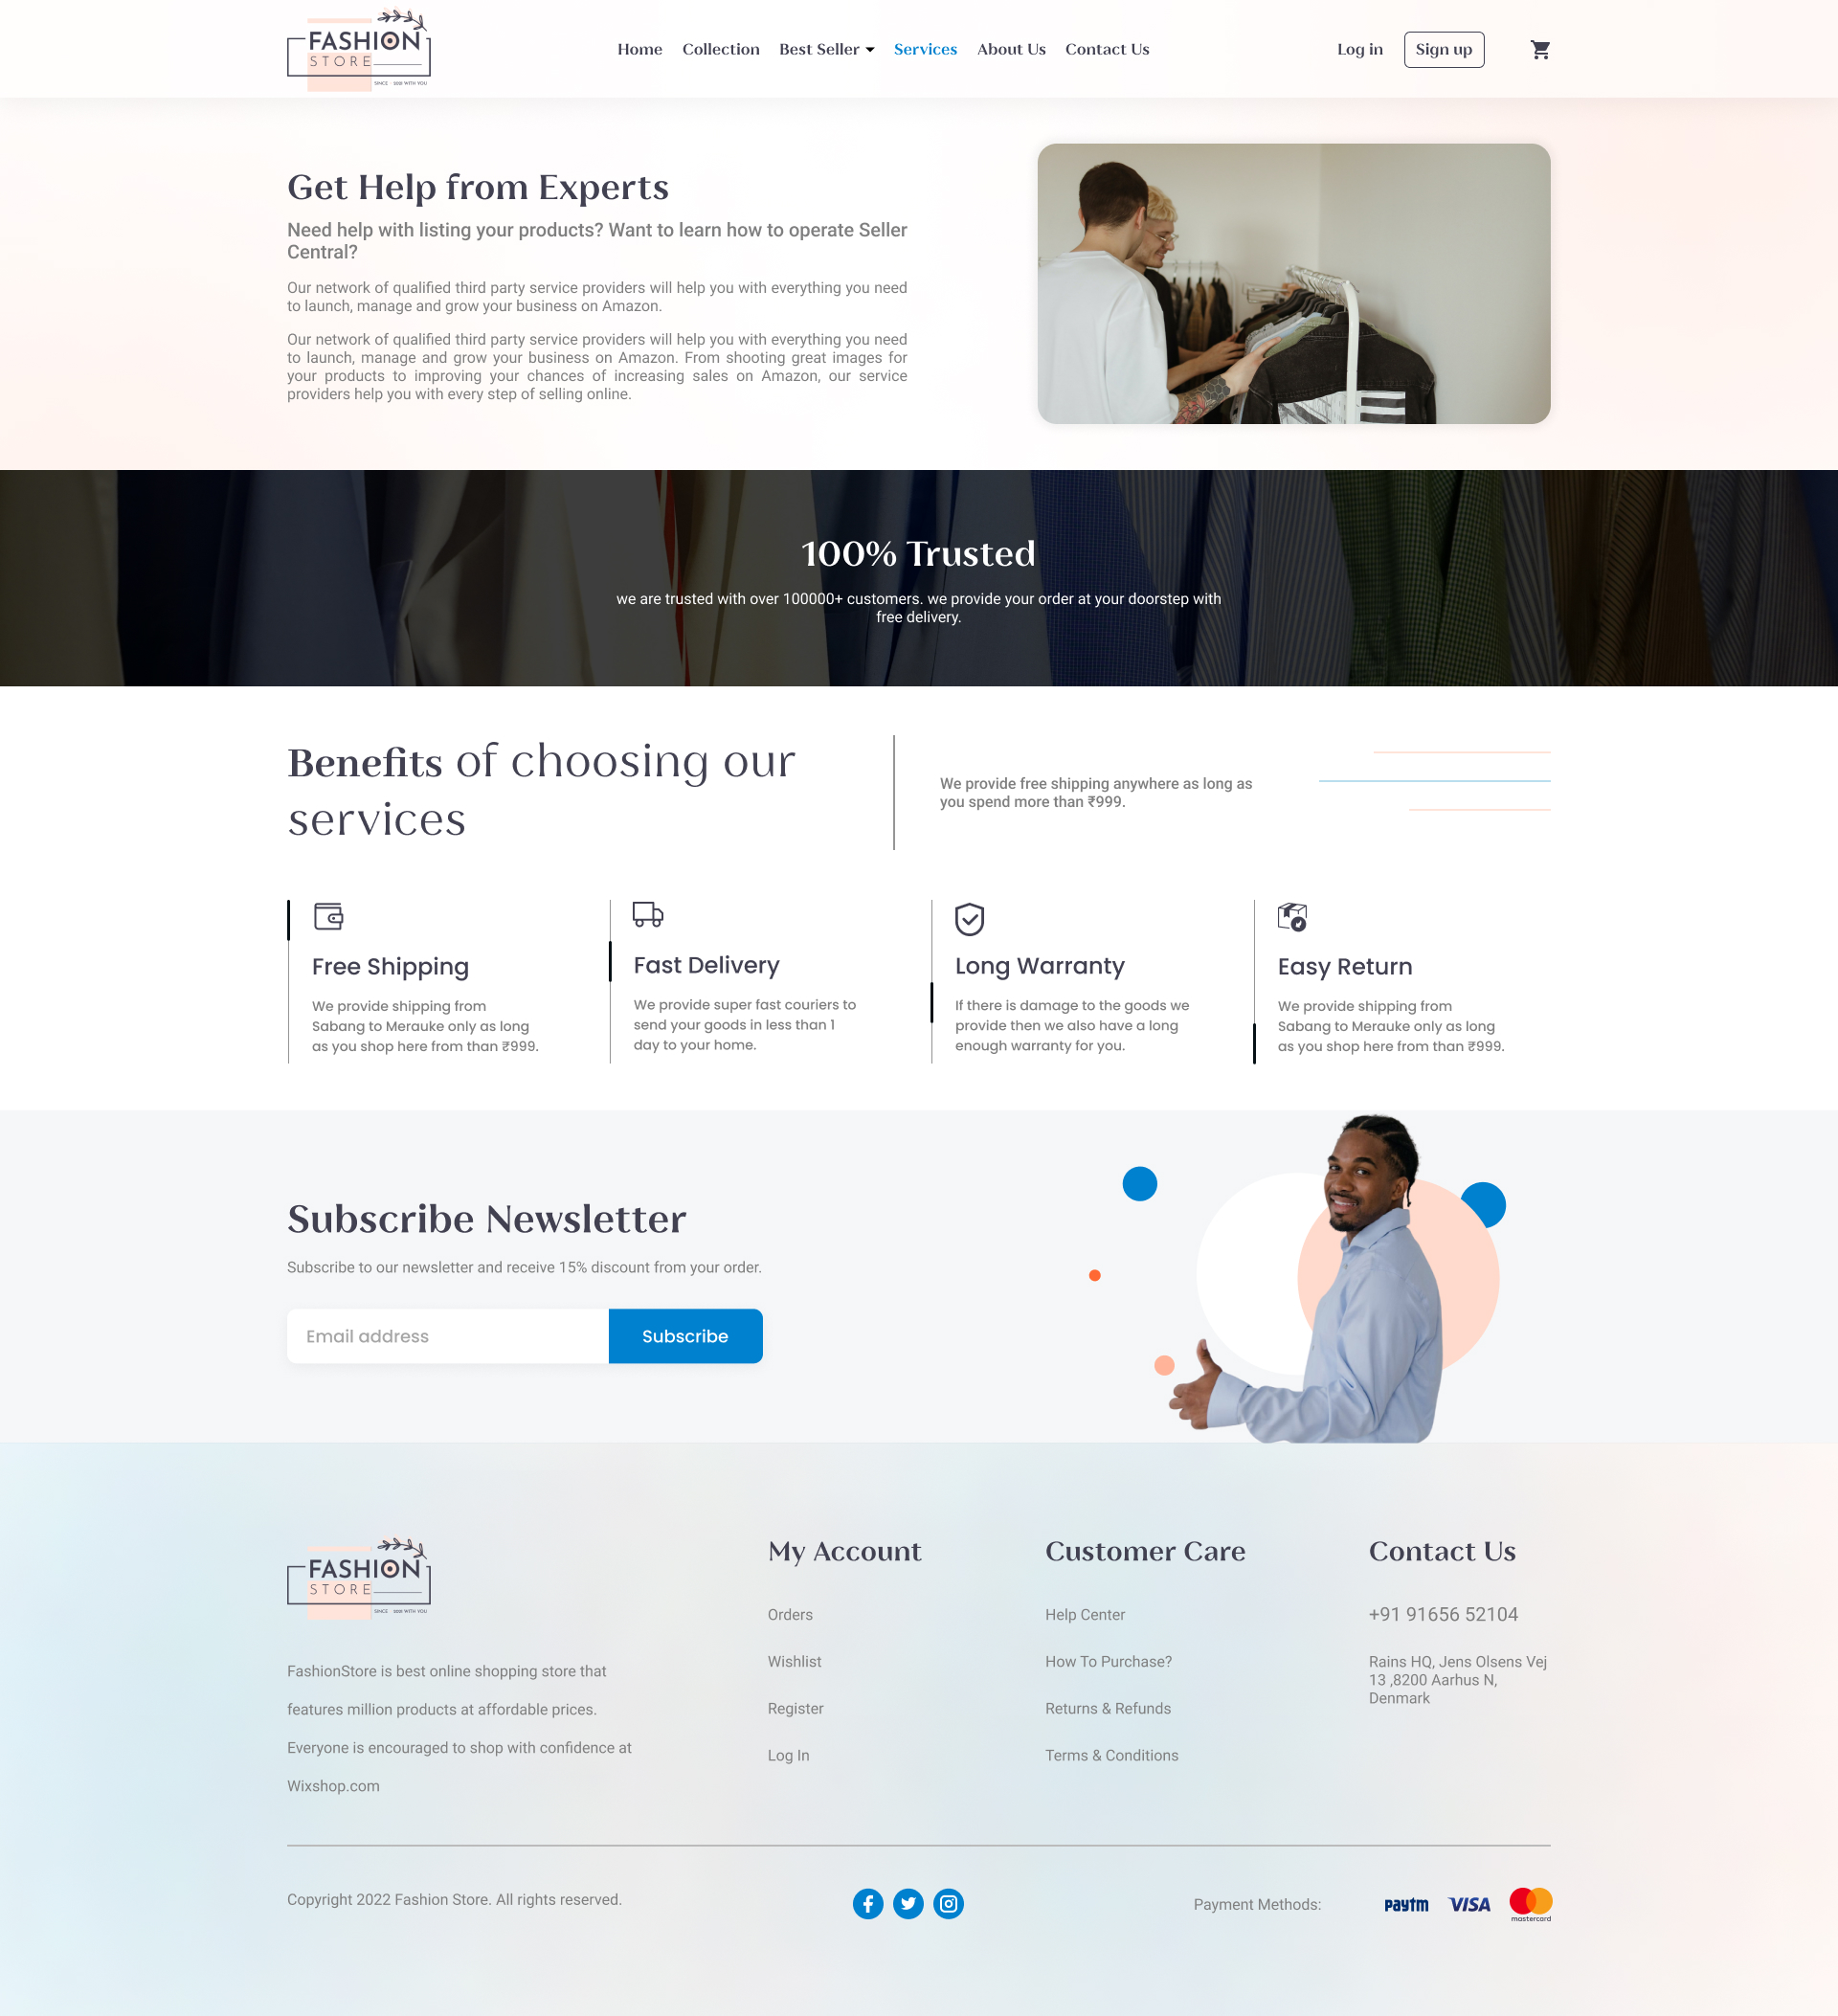 FASHION
STORE
Home Collection Best Seller Services About Us Contact Us
Log in Sign up
Get Help from Experts
Need help with listing your products? Want to learn how to operate Seller
Central?
Our network of qualified third party service providers will help you with everything you need
to launch, manage and grow your business on Amazon.
Our network of qualified third party service providers will help you with everything you need
to launch, manage and grow your business on Amazon. From shooting great images for
your products to improving your chances of increasing sales on Amazon, our service
providers help you with every step of selling online.
100% Trusted
we are trusted with over 100000+ customers. we provide your order at your doorstep with
free delivery.
Benefits of choosing our
services
We provide free shipping anywhere as long as
you spend more than ₹999.
Free Shipping
We provide shipping from
Sabang to Merauke only as long
as you shop here from than ₹999.
Fast Delivery
We provide super fast couriers to
send your goods in less than 1
day to your home.
Long Warranty
If there is damage to the goods we
provide then we also have a long
enough warranty for you.
Easy Return
We provide shipping from
Sabang to Merauke only as long
as you shop here from than ₹999.
Subscribe Newsletter
Subscribe to our newsletter and receive 15% discount from your order.
Email address
Subscribe
FASHION
STORE
FashionStore is best online shopping store that
features million products at affordable prices.
Everyone is encouraged to shop with confidence at
Wixshop.com
My Account
Orders
Wishlist
Register
Log In
Customer Care
Help Center
How To Purchase?
Returns & Refunds
Terms & Conditions
Contact Us
+91 91656 52104
Rains HQ, Jens Olsens Vej
13 ,8200 Aarhus N,
Denmark
Copyright 2022 Fashion Store. All rights reserved.
Payment Methods:
paytm
VISA
mastercard